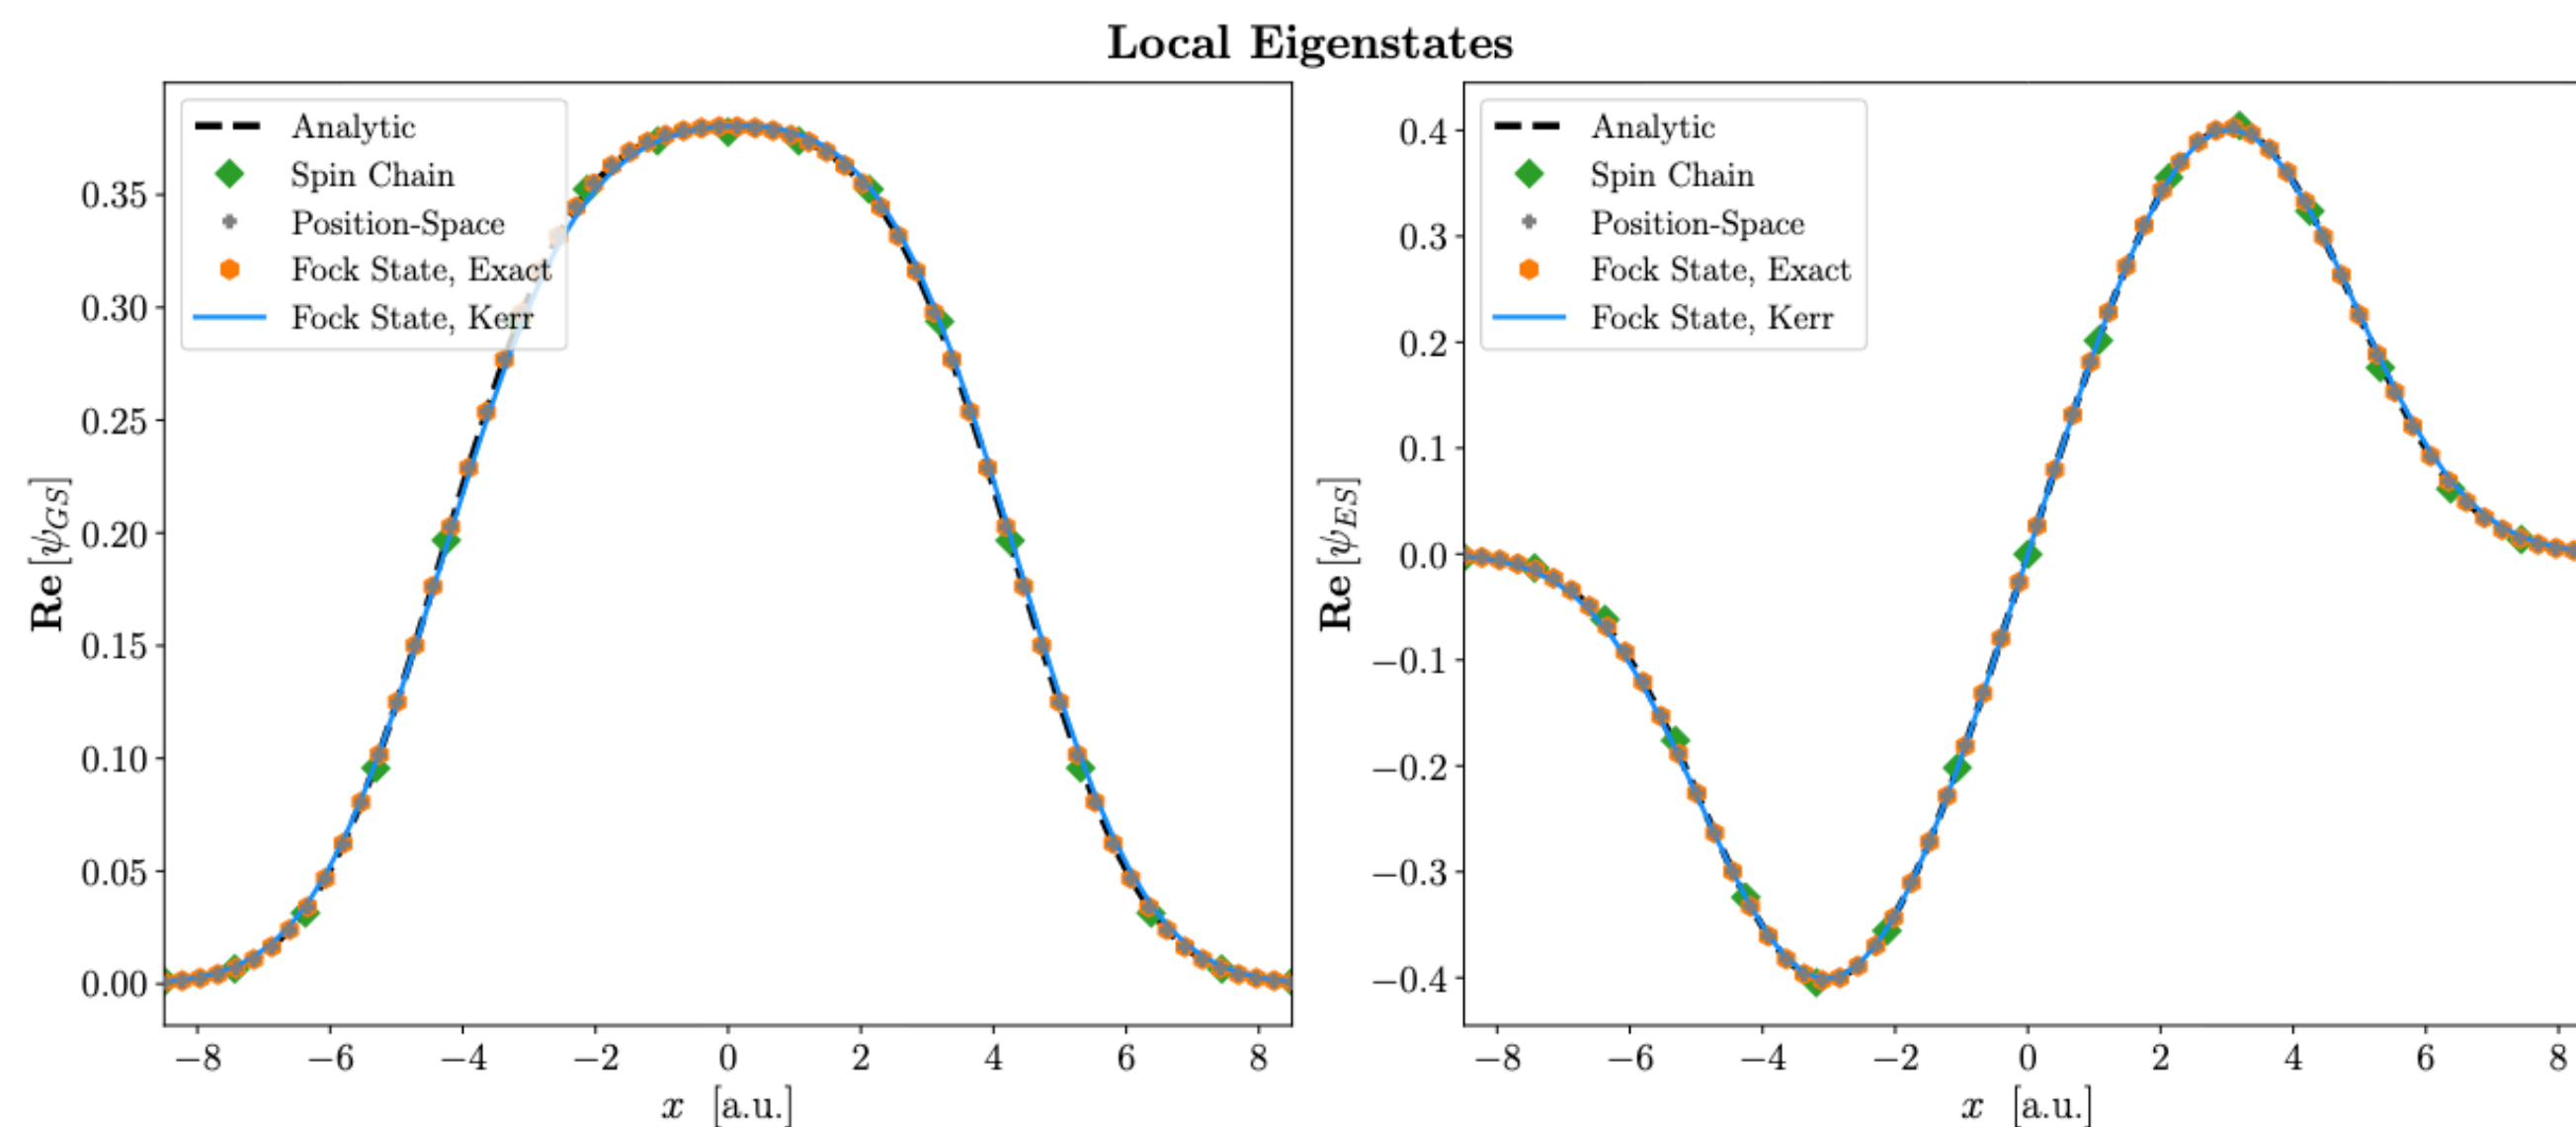 Local Eigenstates
Re[ψ_GS]
0.35
0.30
0.25
0.20
0.15
0.10
0.05
0.00
Analytic
Spin Chain
Position-Space
Fock State, Exact
Fock State, Kerr
−8 −6 −4 −2 0 2 4 6 8
x [a.u.]
Re[ψ_ES]
0.4
0.3
0.2
0.1
0.0
−0.1
−0.2
−0.3
−0.4
Analytic
Spin Chain
Position-Space
Fock State, Exact
Fock State, Kerr
−8 −6 −4 −2 0 2 4 6 8
x [a.u.]